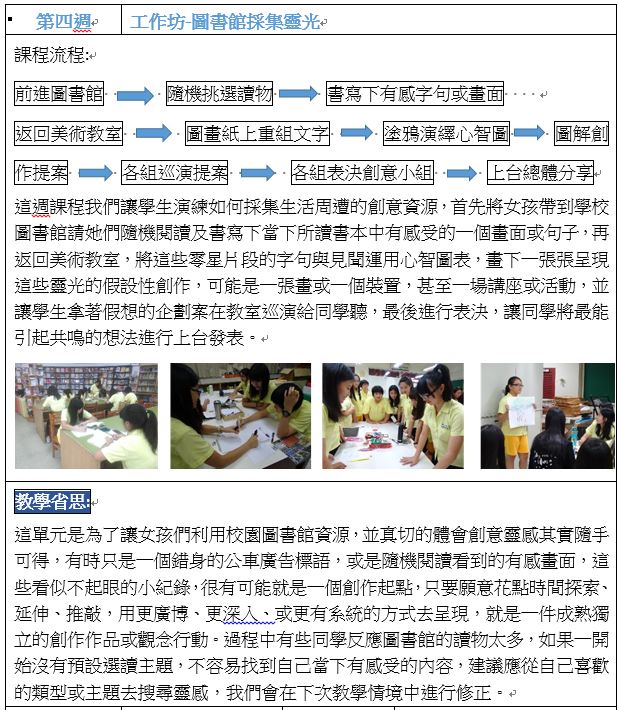 第四週 工作坊-圖書館採集靈光
課程流程:
前進圖書館 隨機挑選讀物 書寫下有感字句或畫面
返回美術教室 圖畫紙上重組文字 塗鴉演繹心智圖 圖解創
作提案 各組巡演提案 各組表決創意小組 上台總體分享
這週課程我們讓學生演練如何採集生活周遭的創意資源，首先將女孩帶到學校
圖書館請她們隨機閱讀及書寫下當下所讀書本中有感受的一個畫面或句子，再
返回美術教室，將這些零星片段的字句與見聞運用心智圖表，畫下一張張呈現
這些靈光的假設性創作，可能是一張畫或一個裝置，甚至一場講座或活動，並
讓學生拿著假想的企劃案在教室巡演給同學聽，最後進行表決，讓同學將最能
引起共鳴的想法進行上台發表。
教學省思:
這單元是為了讓女孩們利用校園圖書館資源，並真切的體會創意靈感其實隨手
可得，有時只是一個錯身的公車廣告標語，或是隨機閱讀看到的有感畫面，這
些看似不起眼的小紀錄，很有可能就是一個創作起點，只要願意花點時間探索、
延伸、推敲，用更廣博、更深入、或更有系統的方式去呈現，就是一件成熟獨
立的創作作品或觀念行動。過程中有些同學反應圖書館的讀物太多，如果一開
始沒有預設選讀主題，不容易找到自己當下有感受的內容，建議應從自己喜歡
的類型或主題去搜尋靈感，我們會在下次教學情境中進行修正。